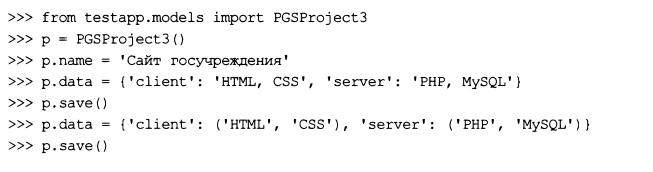 >>> from testapp.models import PGSProject3
>>> p = PGSProject3()
>>> p.name = 'Сайт госучреждения'
>>> p.data = {'client': 'HTML, CSS', 'server': 'PHP, MySQL'}
>>> p.save()
>>> p.data = {'client': ('HTML', 'CSS'), 'server': ('PHP', 'MySQL')}
>>> p.save()